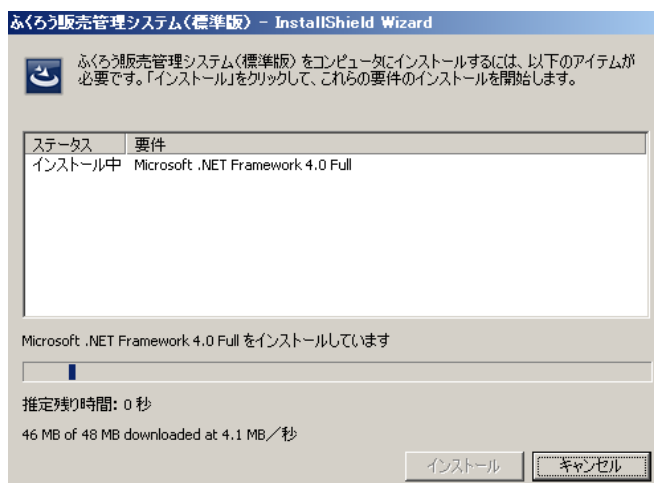 ふくろう販売管理システム(標準版) - InstallShield Wizard
ふくろう販売管理システム(標準版) をコンピュータにインストールするには、以下のアイテムが
必要です。「インストール」をクリックして、これらの要件のインストールを開始します。
ステータス 要件
インストール中 Microsoft .NET Framework 4.0 Full
Microsoft .NET Framework 4.0 Full をインストールしています
推定残り時間: 0 秒
46 MB of 48 MB downloaded at 4.1 MB/秒
インストール キャンセル